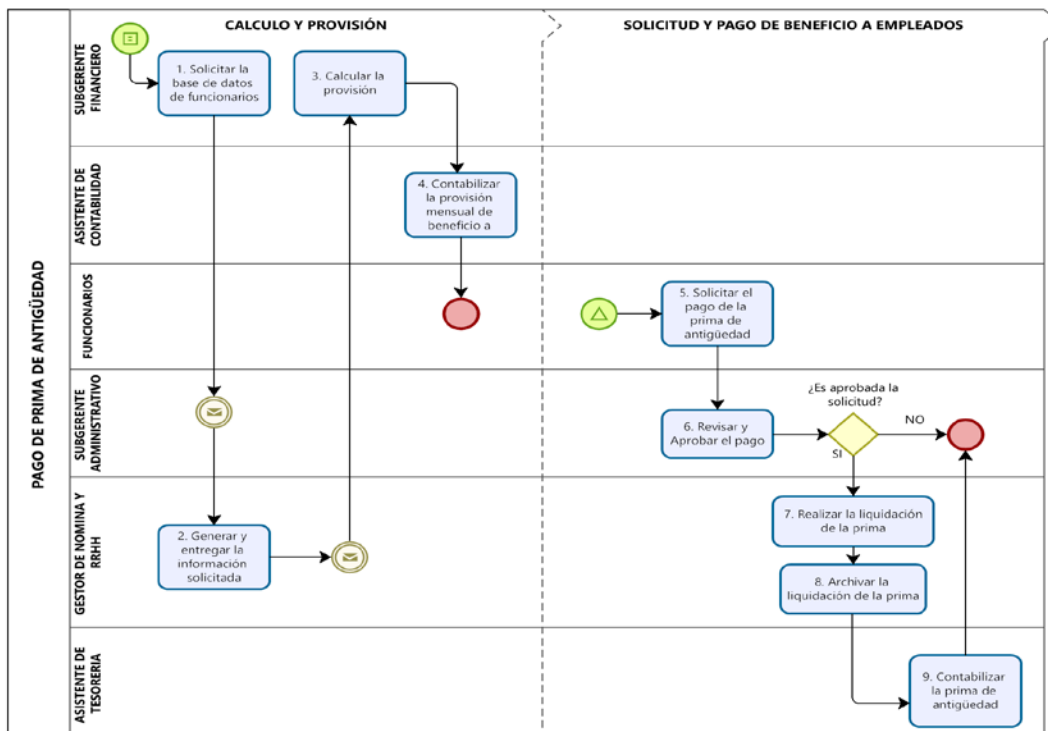 PAGO DE PRIMA DE ANTIGÜEDAD
CALCULO Y PROVISIÓN
SOLICITUD Y PAGO DE BENEFICIO A EMPLEADOS
SUBGERENTE
FINANCIERO
1. Solicitar la
base de datos
de funcionarios
3. Calcular la
provisión
ASISTENTE DE
CONTABILIDAD
4. Contabilizar
la provisión
mensual de
beneficio a
FUNCIONARIOS
5. Solicitar el
pago de la
prima de
antigüedad
SUBGERENTE
ADMINISTRATIVO
6. Revisar y
Aprobar el pago
¿Es aprobada la
solicitud?
NO
SI
GESTOR DE NOMINA Y
RRHH
2. Generar y
entregar la
información
solicitada
7. Realizar la liquidación
de la prima
8. Archivar la
liquidación de la prima
ASISTENTE DE
TESORERIA
9. Contabilizar
la prima de
antigüedad